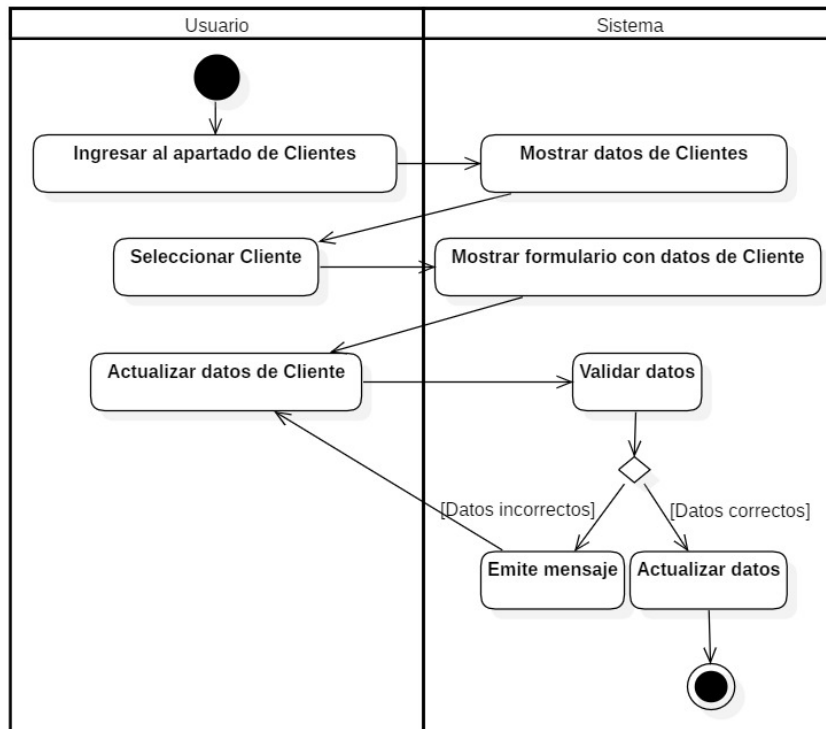 Usuario
Sistema
Ingresar al apartado de Clientes
Mostrar datos de Clientes
Seleccionar Cliente
Mostrar formulario con datos de Cliente
Actualizar datos de Cliente
Validar datos
[Datos incorrectos]
[Datos correctos]
Emite mensaje
Actualizar datos